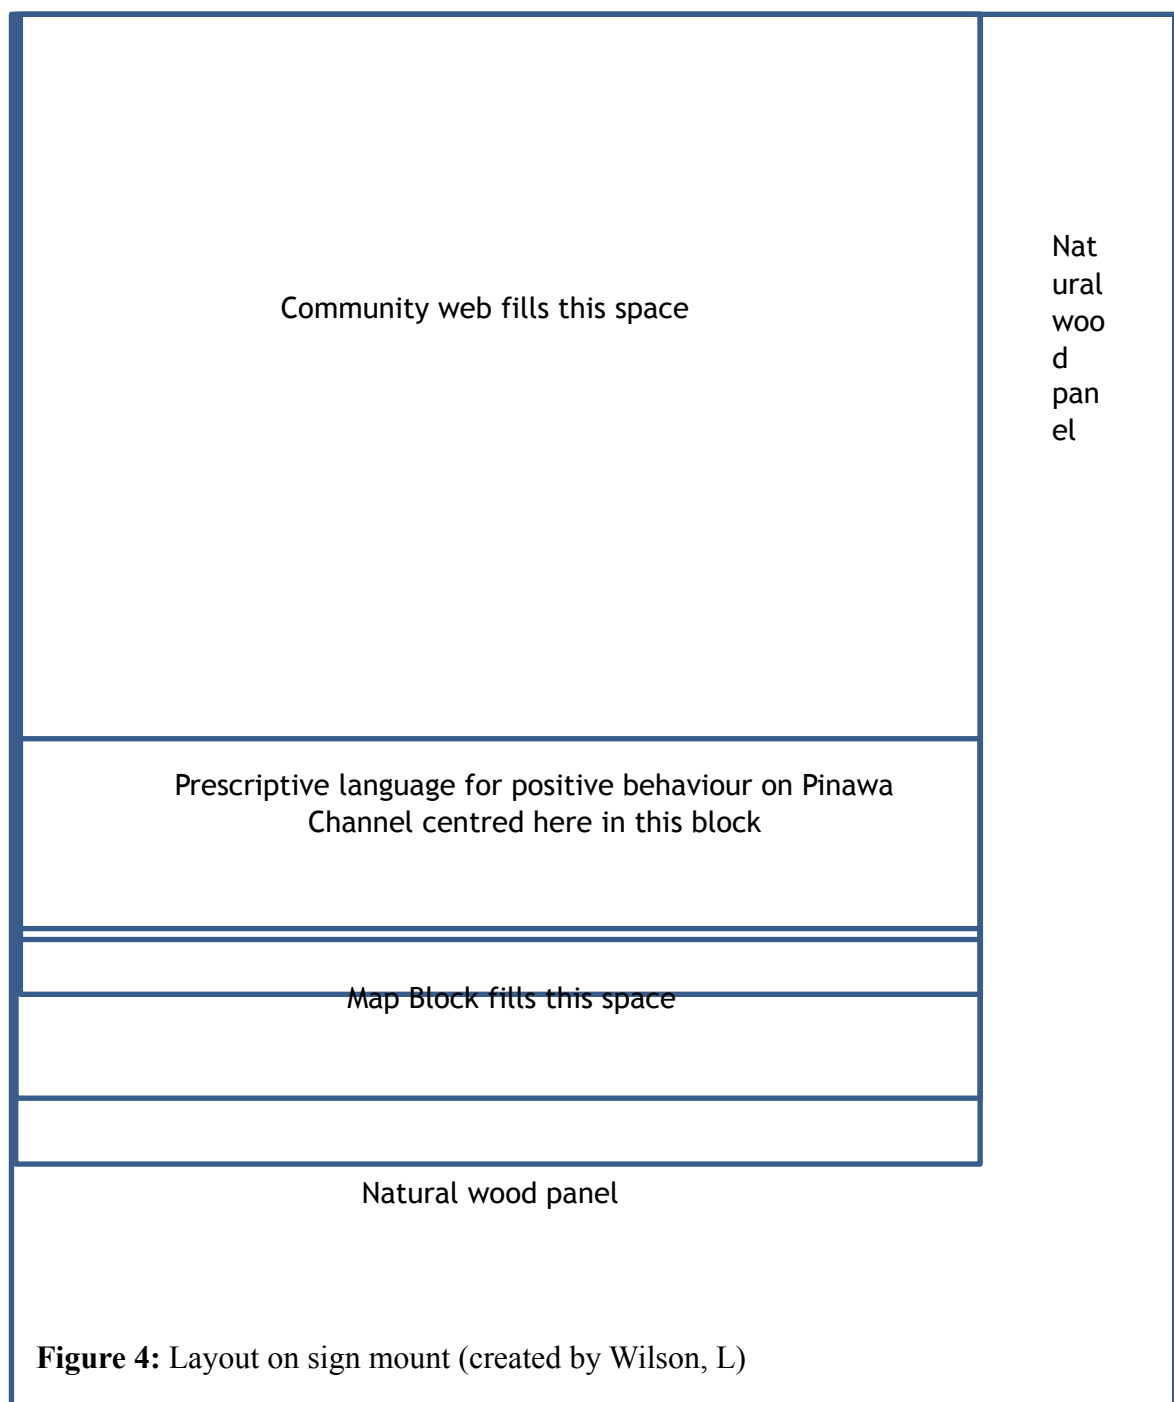 Community web fills this space
Nat
ural
woo
d
pan
el
Prescriptive language for positive behaviour on Pinawa
Channel centred here in this block
Map Block fills this space
Natural wood panel
Figure 4: Layout on sign mount (created by Wilson, L)